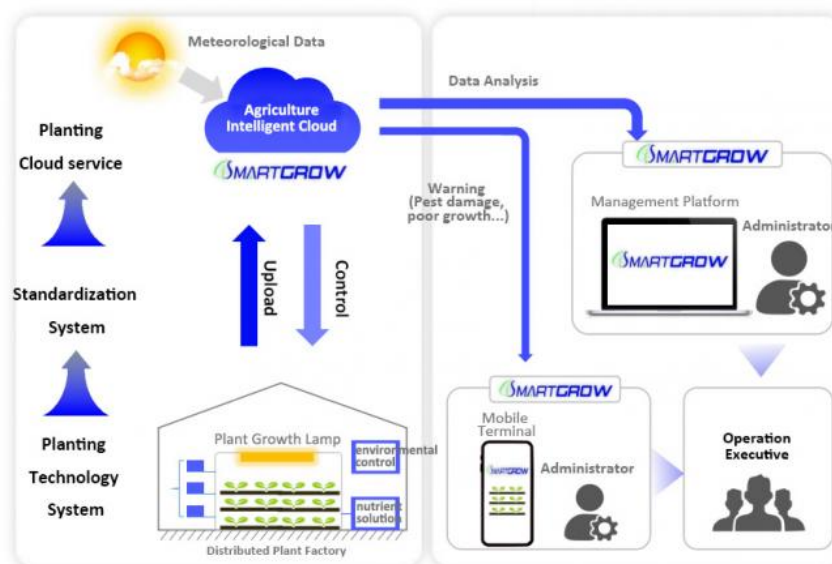 Meteorological Data
Agriculture
Intelligent Cloud
SMARTGROW
Planting
Cloud service
Standardization
System
Planting
Technology
System
Upload
Control
Plant Growth Lamp
environmental
control
nutrient
solution
Distributed Plant Factory
Data Analysis
Warning
(Pest damage,
poor growth...)
SMARTGROW
Management Platform
Administrator
SMARTGROW
SMARTGROW
Mobile
Terminal
Administrator
SMARTGROW
Operation
Executive